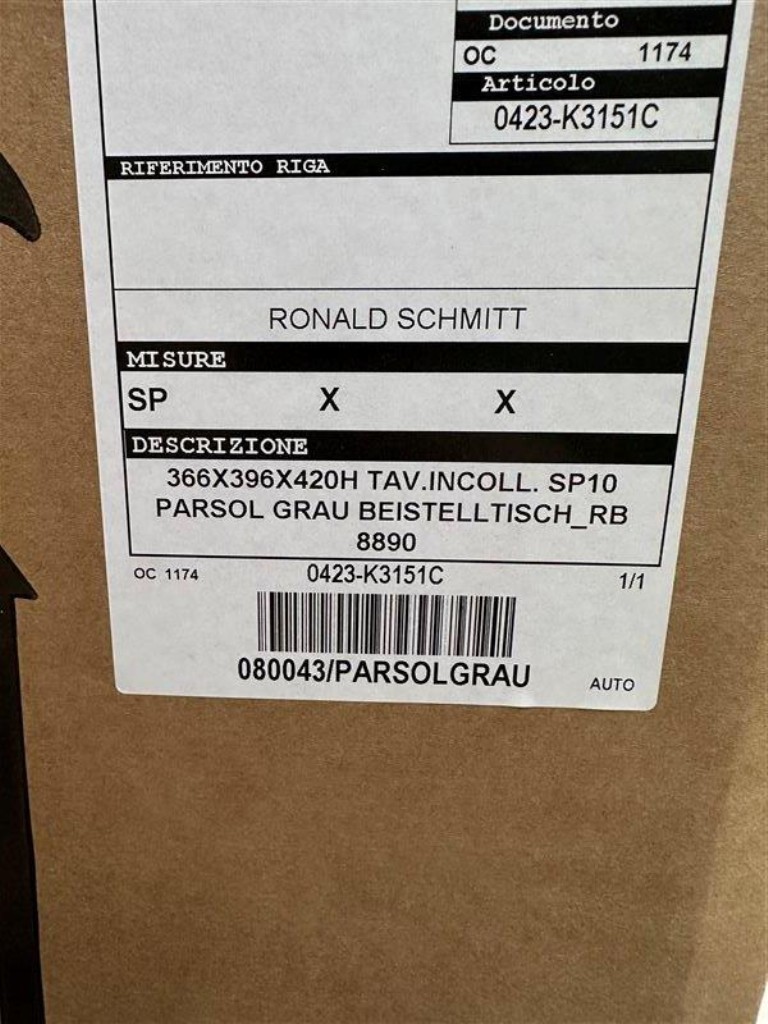 Documento
OC 1174
Articolo
0423-K3151C
RIFERIMENTO RIGA
RONALD SCHMITT
MISURE
SP X X
DESCRIZIONE
366X396X420H TAV.INCOLL. SP10
PARSOL GRAU BEISTELLTISCH_RB
8890
OC 1174 0423-K3151C 1/1
080043/PARSOLGRAU
AUTO